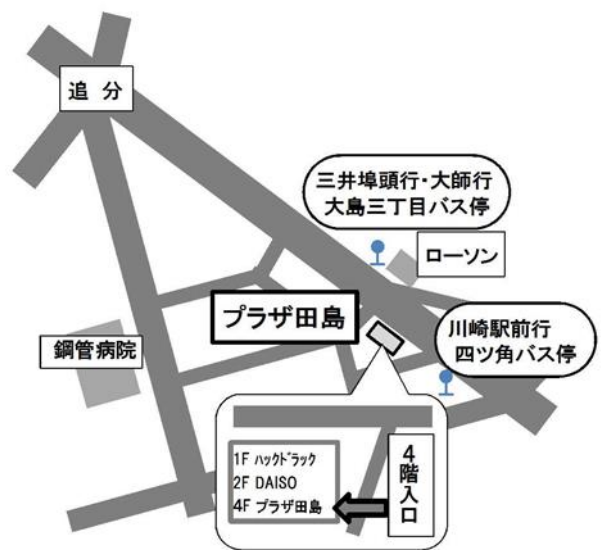 追 分
三井埠頭行・大師行
大島三丁目バス停
ローソン
プラザ田島
川崎駅前行
四ツ角バス停
鋼管病院
1F ハックドラック
2F DAISO
4F プラザ田島
4階入口